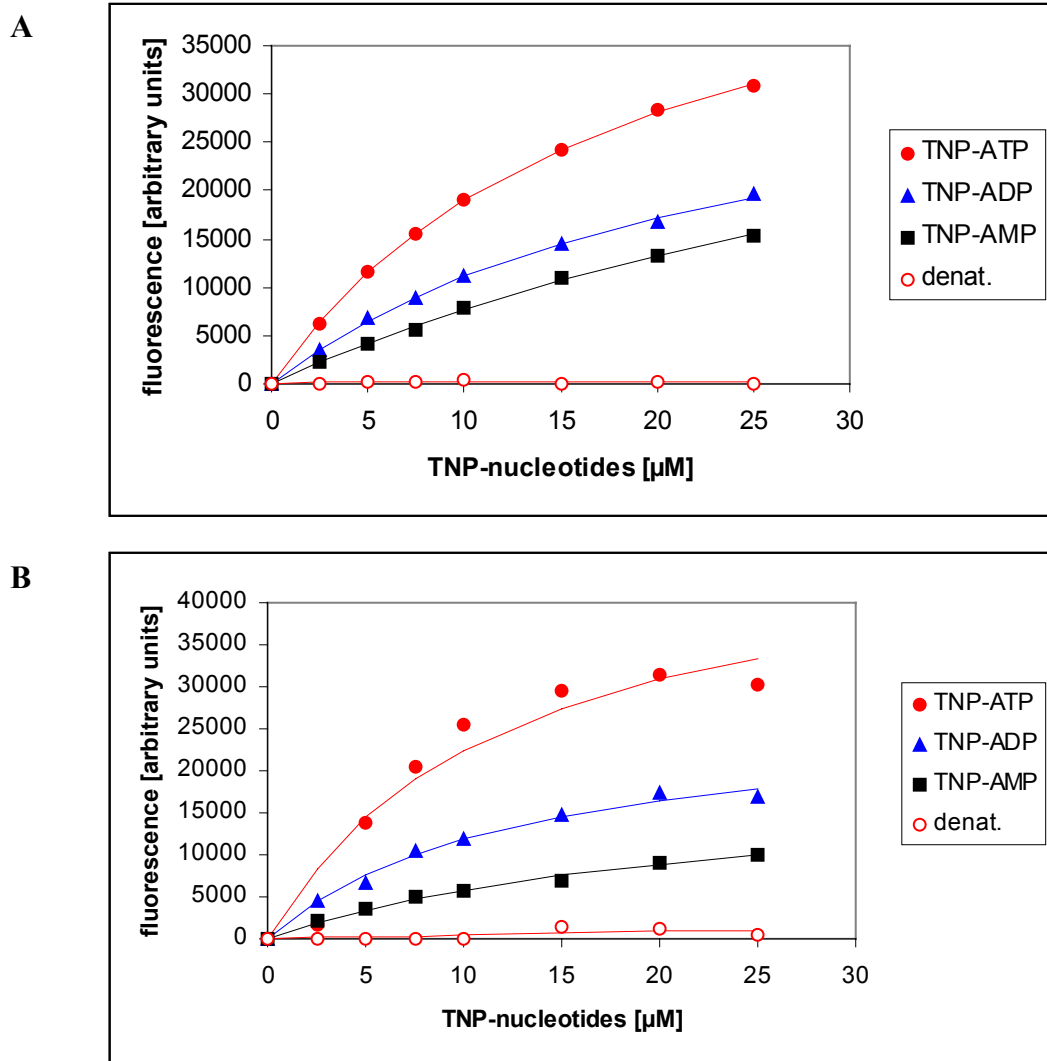 A
fluorescence [arbitrary units]
35000
30000
25000
20000
15000
10000
5000
0
0 5 10 15 20 25 30
TNP-nucleotides [µM]
TNP-ATP
TNP-ADP
TNP-AMP
denat.
B
fluorescence [arbitrary units]
40000
35000
30000
25000
20000
15000
10000
5000
0
0 5 10 15 20 25 30
TNP-nucleotides [µM]
TNP-ATP
TNP-ADP
TNP-AMP
denat.